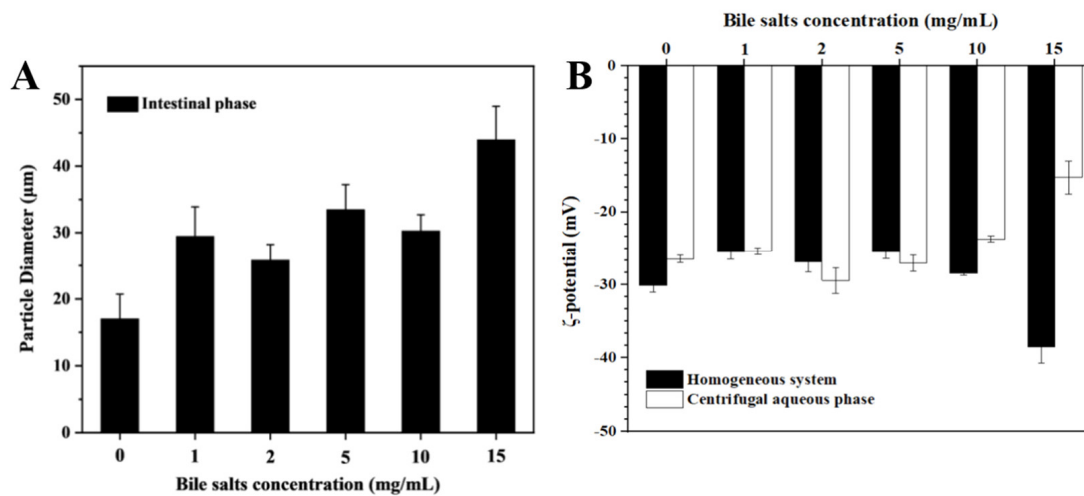 A
Intestinal phase
Particle Diameter (μm)
50
40
30
20
10
0
0 1 2 5 10 15
Bile salts concentration (mg/mL)
B
Bile salts concentration (mg/mL)
0 1 2 5 10 15
ζ-potential (mV)
0
-10
-20
-30
-40
-50
Homogeneous system
Centrifugal aqueous phase